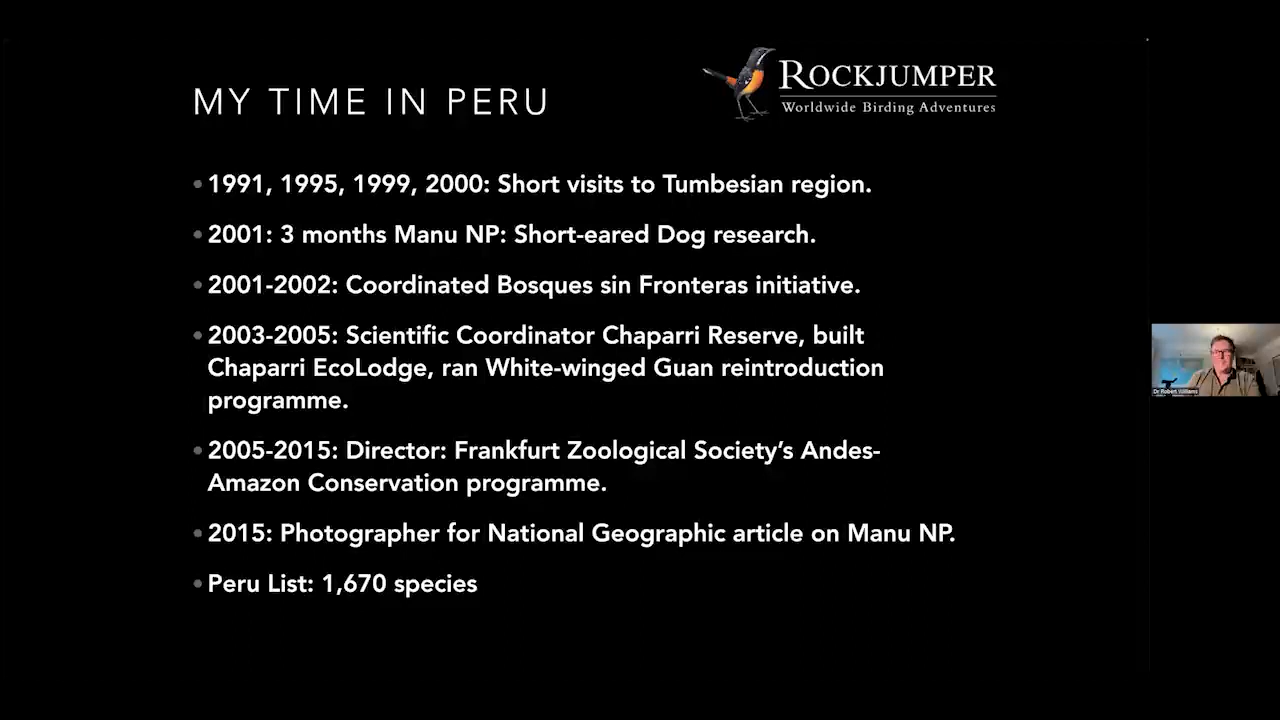 MY TIME IN PERU
ROCKJUMPER
Worldwide Birding Adventures
• 1991, 1995, 1999, 2000: Short visits to Tumbesian region.
• 2001: 3 months Manu NP: Short-eared Dog research.
• 2001-2002: Coordinated Bosques sin Fronteras initiative.
• 2003-2005: Scientific Coordinator Chaparri Reserve, built
Chaparri EcoLodge, ran White-winged Guan reintroduction
programme.
• 2005-2015: Director: Frankfurt Zoological Society's Andes-
Amazon Conservation programme.
• 2015: Photographer for National Geographic article on Manu NP.
• Peru List: 1,670 species
Dr Robert Williams